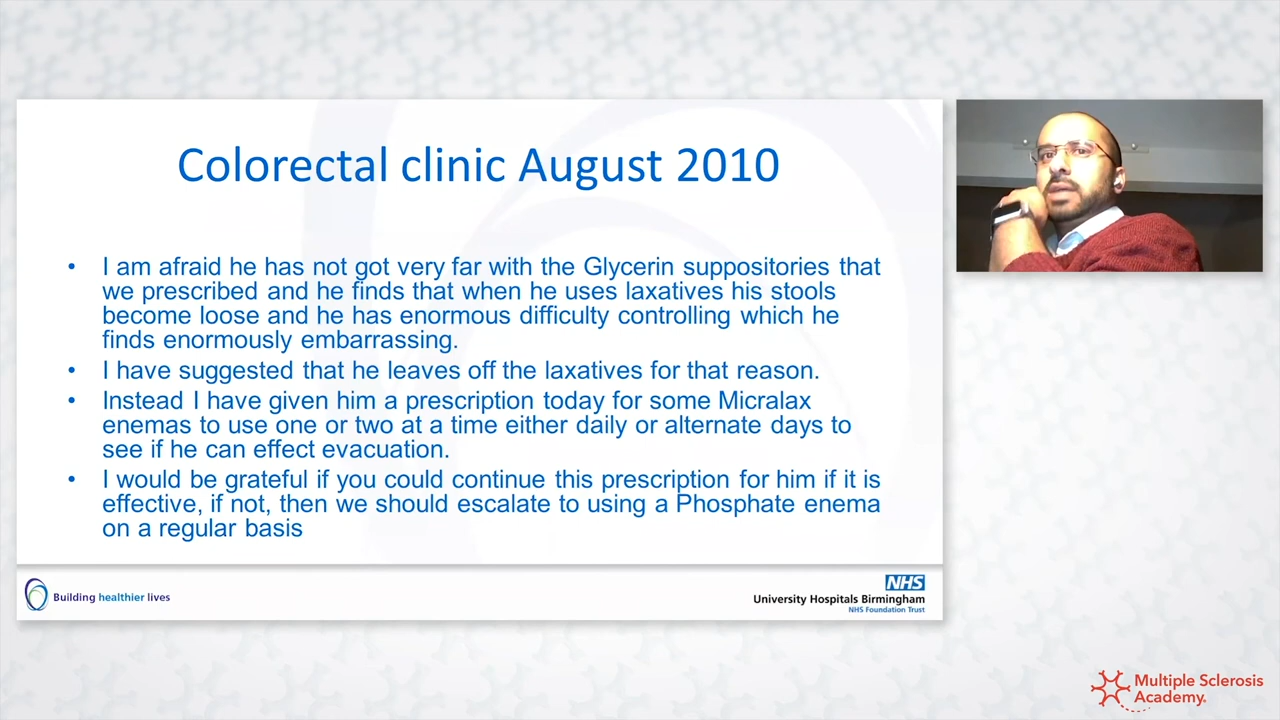 Colorectal clinic August 2010
• I am afraid he has not got very far with the Glycerin suppositories that
we prescribed and he finds that when he uses laxatives his stools
become loose and he has enormous difficulty controlling which he
finds enormously embarrassing.
• I have suggested that he leaves off the laxatives for that reason.
• Instead I have given him a prescription today for some Micralax
enemas to use one or two at a time either daily or alternate days to
see if he can effect evacuation.
• I would be grateful if you could continue this prescription for him if it is
effective, if not, then we should escalate to using a Phosphate enema
on a regular basis
Building healthier lives
NHS
University Hospitals Birmingham
NHS Foundation Trust
Multiple Sclerosis
Academy.